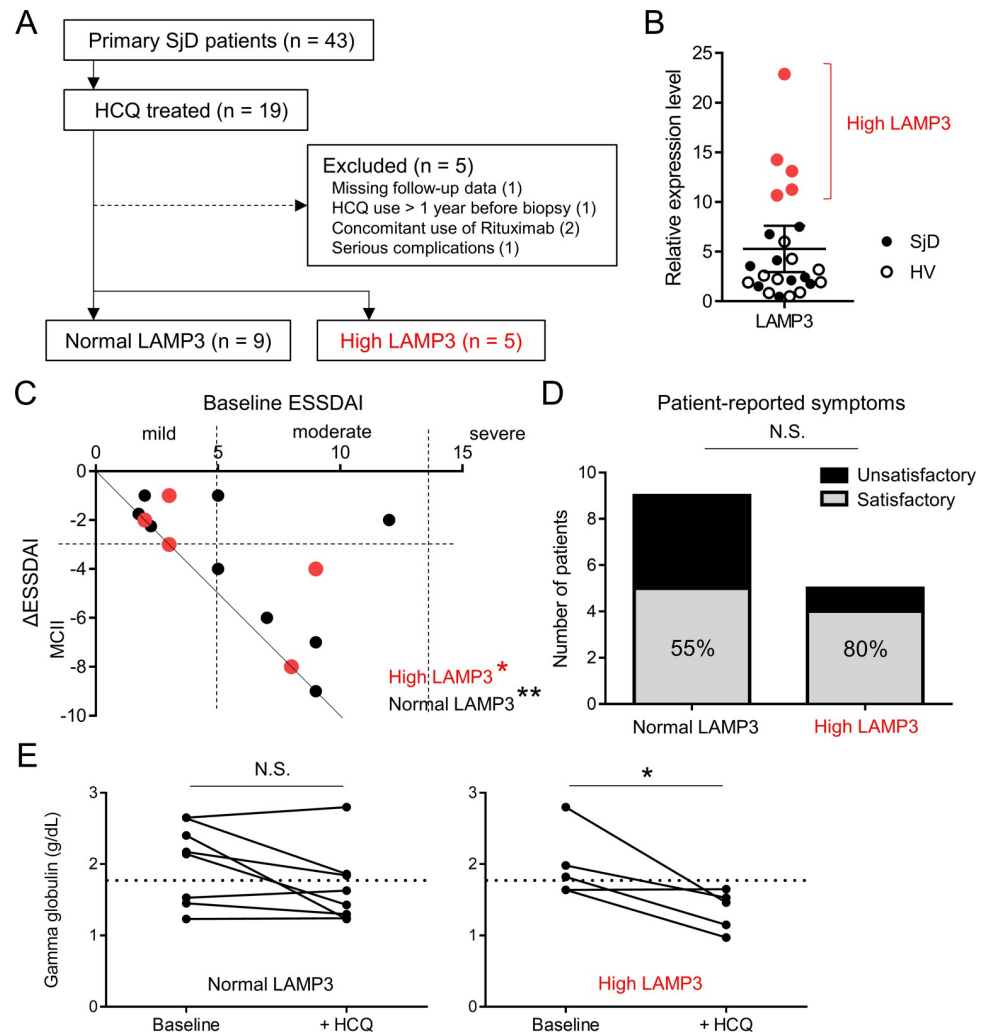 A
Primary SjD patients (n = 43)
HCQ treated (n = 19)
Excluded (n = 5)
Missing follow-up data (1)
HCQ use > 1 year before biopsy (1)
Concomitant use of Rituximab (2)
Serious complications (1)
Normal LAMP3 (n = 9)
High LAMP3 (n = 5)
B
Relative expression level
25
20
15
10
5
0
High LAMP3
SjD
HV
LAMP3
C
Baseline ESSDAI
mild
moderate
severe
0
5
10
15
0
-2
-4
-6
-8
-10
ΔESSDAI
MCII
High LAMP3 *
Normal LAMP3 **
D
Patient-reported symptoms
N.S.
Unsatisfactory
Satisfactory
Number of patients
10
8
6
4
2
0
55%
80%
Normal LAMP3
High LAMP3
E
N.S.
Gamma globulin (g/dL)
3
2
1
0
Normal LAMP3
Baseline
+ HCQ
*
3
2
1
0
High LAMP3
Baseline
+ HCQ